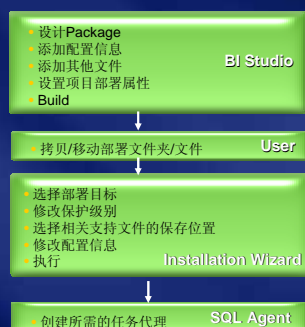 设计Package
添加配置信息
添加其他文件
设置项目部署属性
Build
BI Studio
拷贝/移动部署文件夹/文件
User
选择部署目标
修改保护级别
选择相关支持文件的保存位置
修改配置信息
执行
Installation Wizard
创建所需的任务代理
SQL Agent